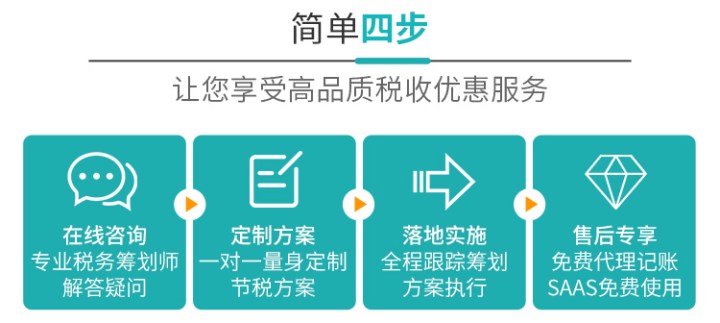 简单四步
让您享受高品质税收优惠服务
在线咨询
专业税务筹划师
解答疑问
定制方案
一对一量身定制
节税方案
落地实施
全程跟踪筹划
方案执行
售后专享
免费代理记账
SAAS免费使用